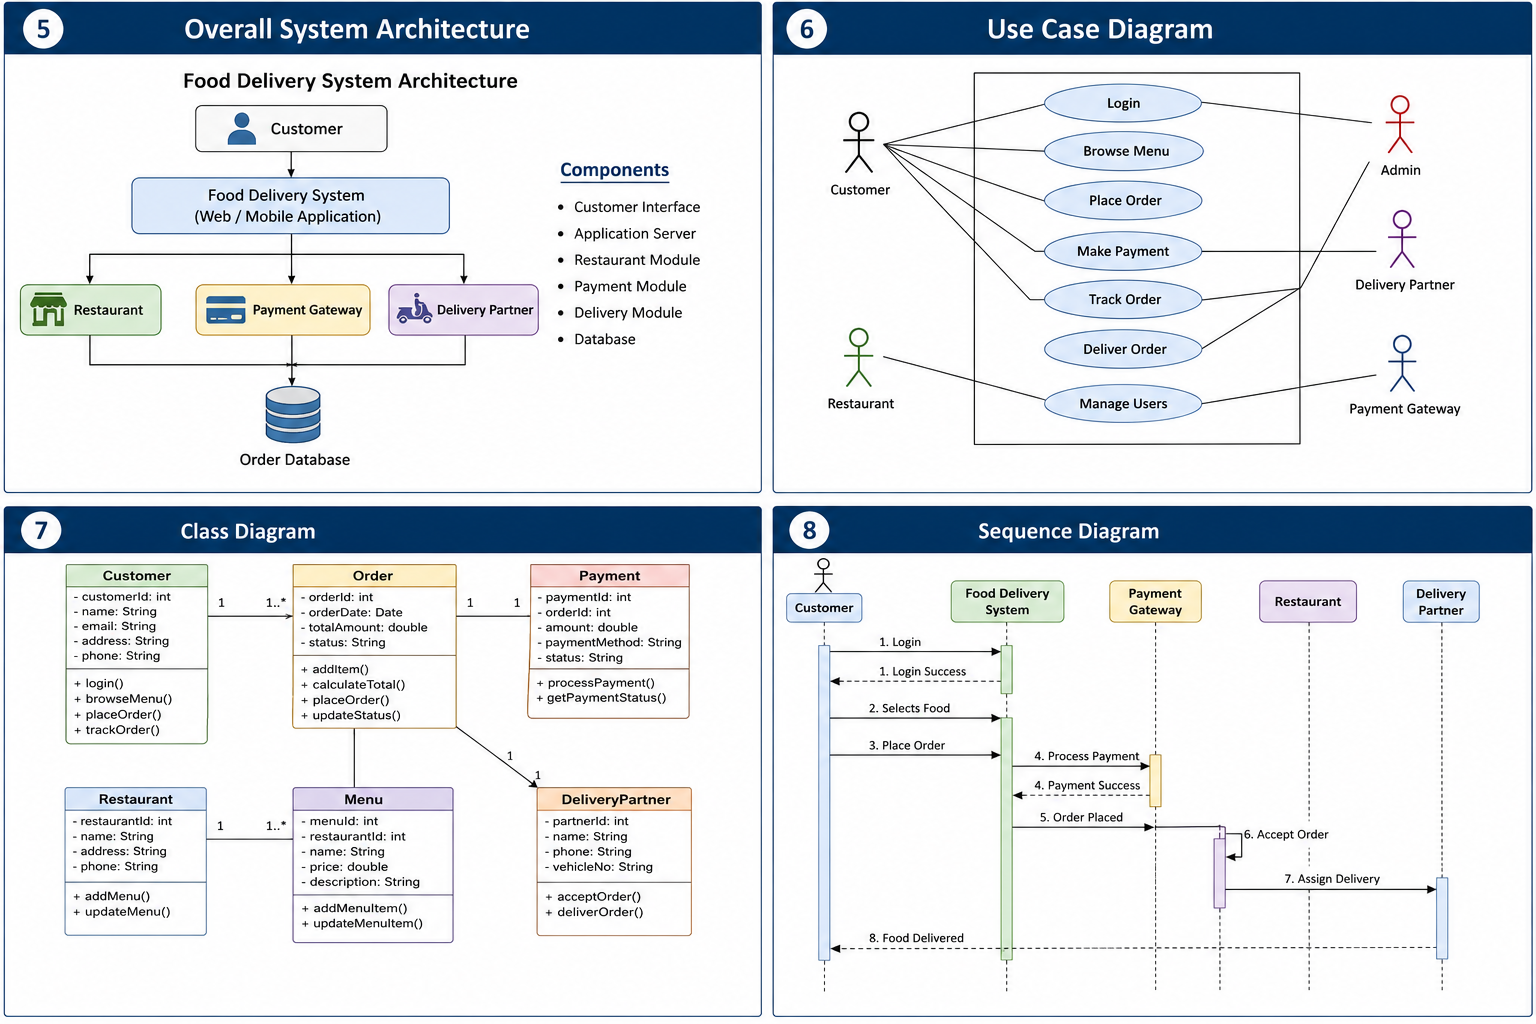 5
Overall System Architecture
Food Delivery System Architecture
Customer
Food Delivery System
(Web / Mobile Application)
Restaurant
Payment Gateway
Delivery Partner
Order Database
Components
• Customer Interface
• Application Server
• Restaurant Module
• Payment Module
• Delivery Module
• Database
6
Use Case Diagram
Customer
Restaurant
Login
Browse Menu
Place Order
Make Payment
Track Order
Deliver Order
Manage Users
Admin
Delivery Partner
Payment Gateway
7
Class Diagram
Customer
- customerId: int
- name: String
- email: String
- address: String
- phone: String
+ login()
+ browseMenu()
+ placeOrder()
+ trackOrder()
1
1..*
Order
- orderId: int
- orderDate: Date
- totalAmount: double
- status: String
+ addItem()
+ calculateTotal()
+ placeOrder()
+ updateStatus()
1
1
Payment
- paymentId: int
- orderId: int
- amount: double
- paymentMethod: String
- status: String
+ processPayment()
+ getPaymentStatus()
1
1
Restaurant
- restaurantId: int
- name: String
- address: String
- phone: String
+ addMenu()
+ updateMenu()
1
1..*
Menu
- menuId: int
- restaurantId: int
- name: String
- price: double
- description: String
+ addMenuItem()
+ updateMenuItem()
DeliveryPartner
- partnerId: int
- name: String
- phone: String
- vehicleNo: String
+ acceptOrder()
+ deliverOrder()
8
Sequence Diagram
Customer
Food Delivery
System
Payment
Gateway
Restaurant
Delivery
Partner
1. Login
1. Login Success
2. Selects Food
3. Place Order
4. Process Payment
4. Payment Success
5. Order Placed
6. Accept Order
7. Assign Delivery
8. Food Delivered